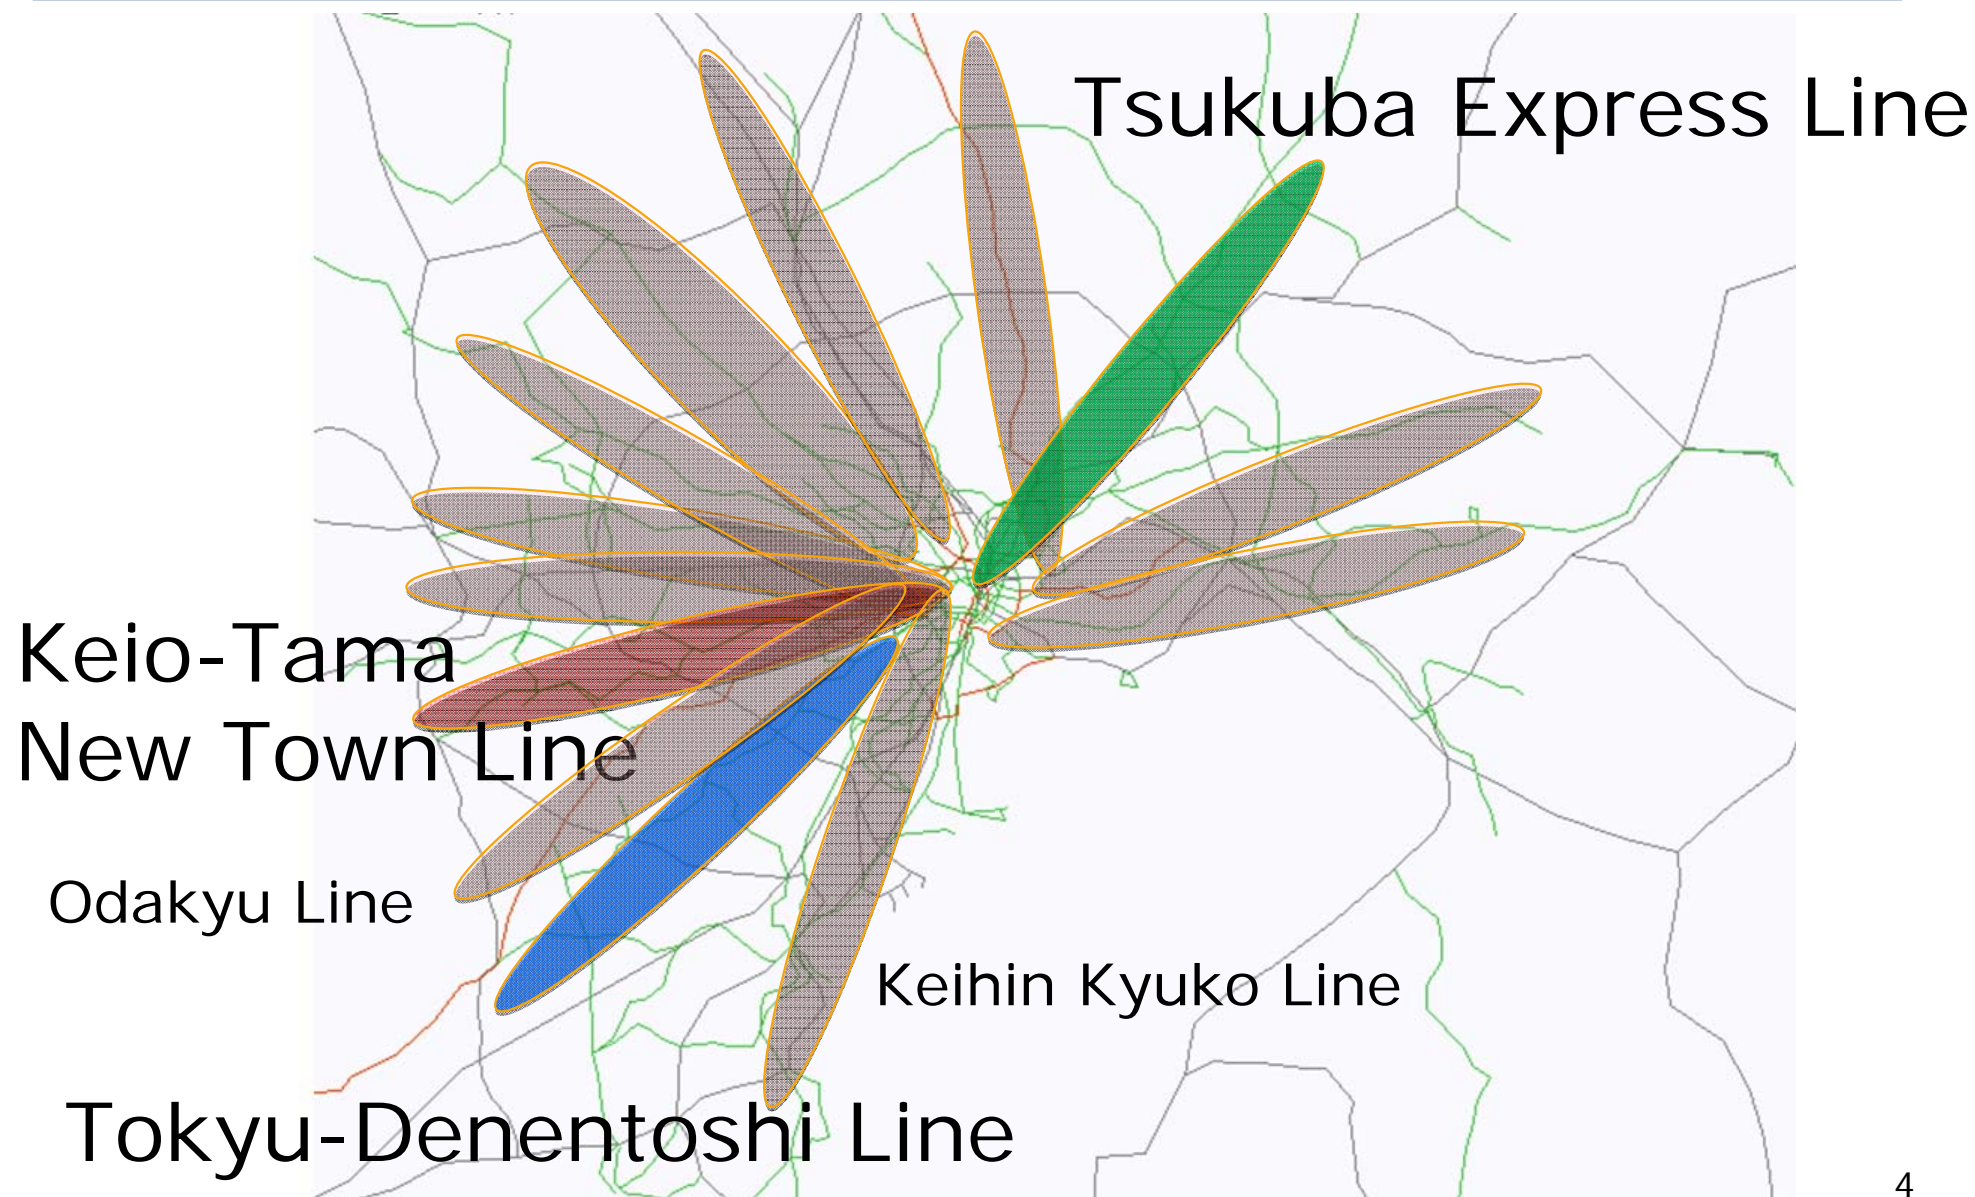 Tsukuba Express Line
Keio-Tama
New Town Line
Odakyu Line
Keihin Kyuko Line
Tokyu-Denentoshi Line
4